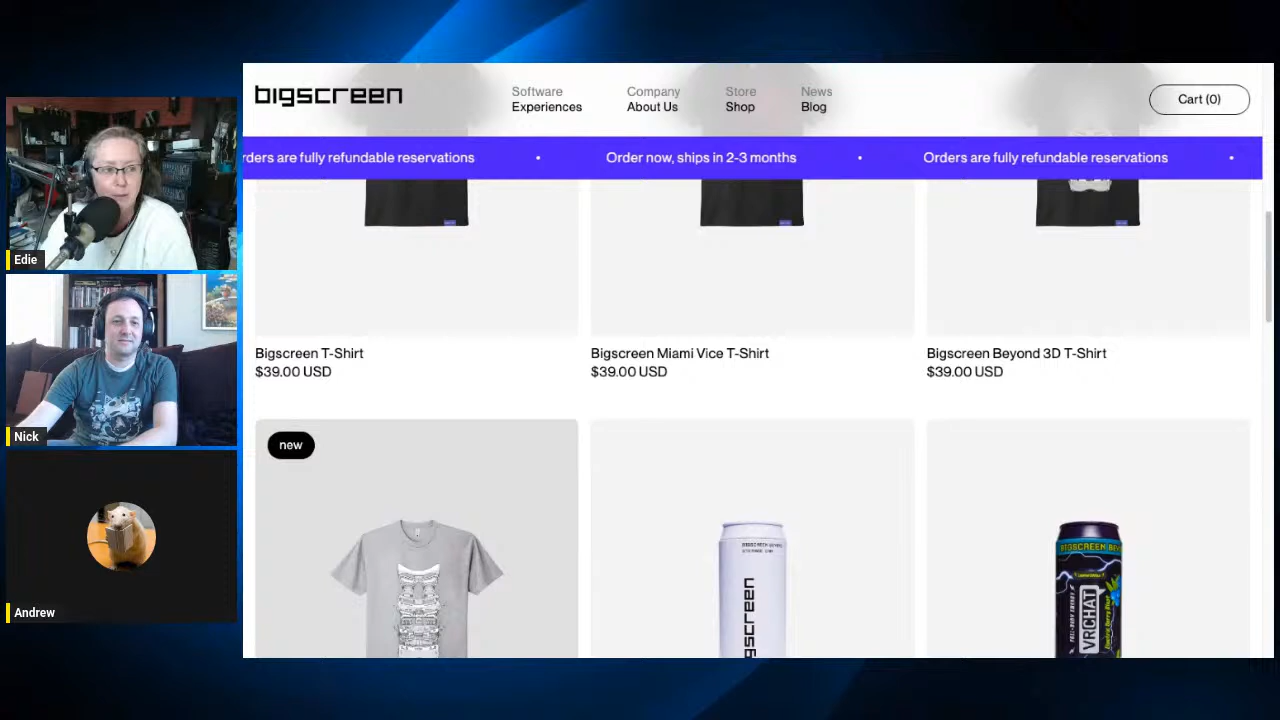 Edie
Nick
Andrew
bigscreen
Software
Experiences
Company
About Us
Store
Shop
News
Blog
Cart (0)
rders are fully refundable reservations • Order now, ships in 2-3 months • Orders are fully refundable reservations •
Bigscreen T-Shirt
$39.00 USD
Bigscreen Miami Vice T-Shirt
$39.00 USD
Bigscreen Beyond 3D T-Shirt
$39.00 USD
new
gscreen
BIGSCREEN BEY
VRCHAT